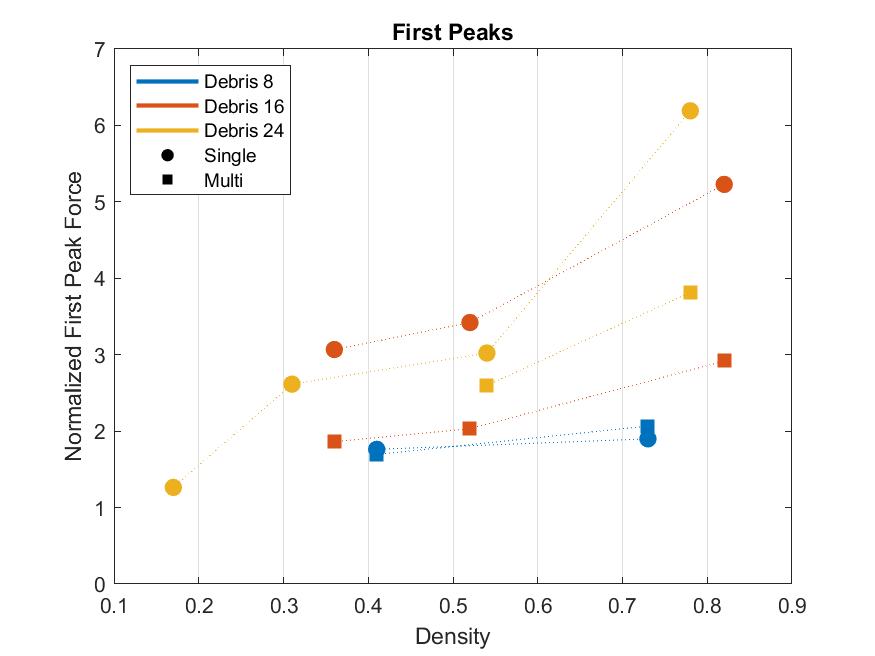 First Peaks
7
6
5
4
3
2
1
0
Normalized First Peak Force
Debris 8
Debris 16
Debris 24
Single
Multi
0.1 0.2 0.3 0.4 0.5 0.6 0.7 0.8 0.9
Density